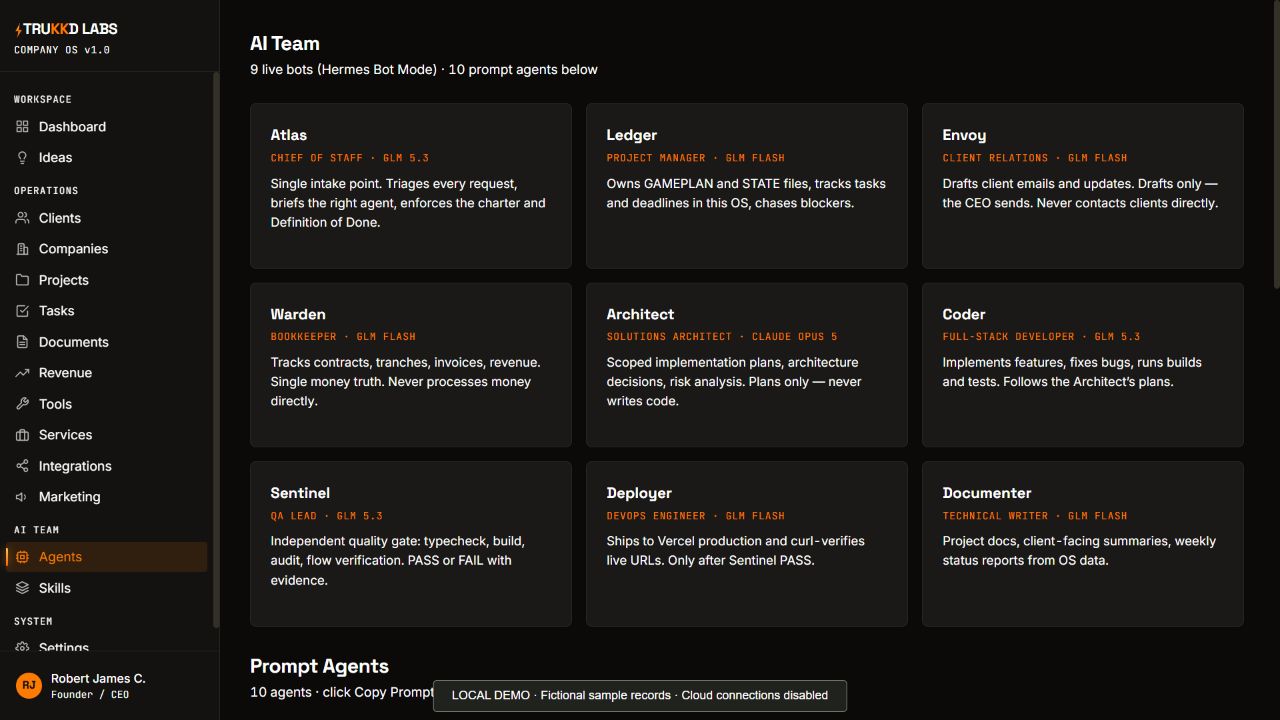 TRUKKD LABS
COMPANY OS v1.0
WORKSPACE
Dashboard
Ideas
OPERATIONS
Clients
Companies
Projects
Tasks
Documents
Revenue
Tools
Services
Integrations
Marketing
AI TEAM
Agents
Skills
SYSTEM
Settings
RJ
Robert James C.
Founder / CEO
AI Team
9 live bots (Hermes Bot Mode) · 10 prompt agents below
Atlas
CHIEF OF STAFF · GLM 5.3
Single intake point. Triages every request,
briefs the right agent, enforces the charter and
Definition of Done.
Ledger
PROJECT MANAGER · GLM FLASH
Owns GAMEPLAN and STATE files, tracks tasks
and deadlines in this OS, chases blockers.
Envoy
CLIENT RELATIONS · GLM FLASH
Drafts client emails and updates. Drafts only —
the CEO sends. Never contacts clients directly.
Warden
BOOKKEEPER · GLM FLASH
Tracks contracts, tranches, invoices, revenue.
Single money truth. Never processes money
directly.
Architect
SOLUTIONS ARCHITECT · CLAUDE OPUS 5
Scoped implementation plans, architecture
decisions, risk analysis. Plans only — never
writes code.
Coder
FULL-STACK DEVELOPER · GLM 5.3
Implements features, fixes bugs, runs builds
and tests. Follows the Architect's plans.
Sentinel
QA LEAD · GLM 5.3
Independent quality gate: typecheck, build,
audit, flow verification. PASS or FAIL with
evidence.
Deployer
DEVOPS ENGINEER · GLM FLASH
Ships to Vercel production and curl-verifies
live URLs. Only after Sentinel PASS.
Documenter
TECHNICAL WRITER · GLM FLASH
Project docs, client-facing summaries, weekly
status reports from OS data.
Prompt Agents
10 agents · click Copy Prompt
LOCAL DEMO · Fictional sample records · Cloud connections disabled